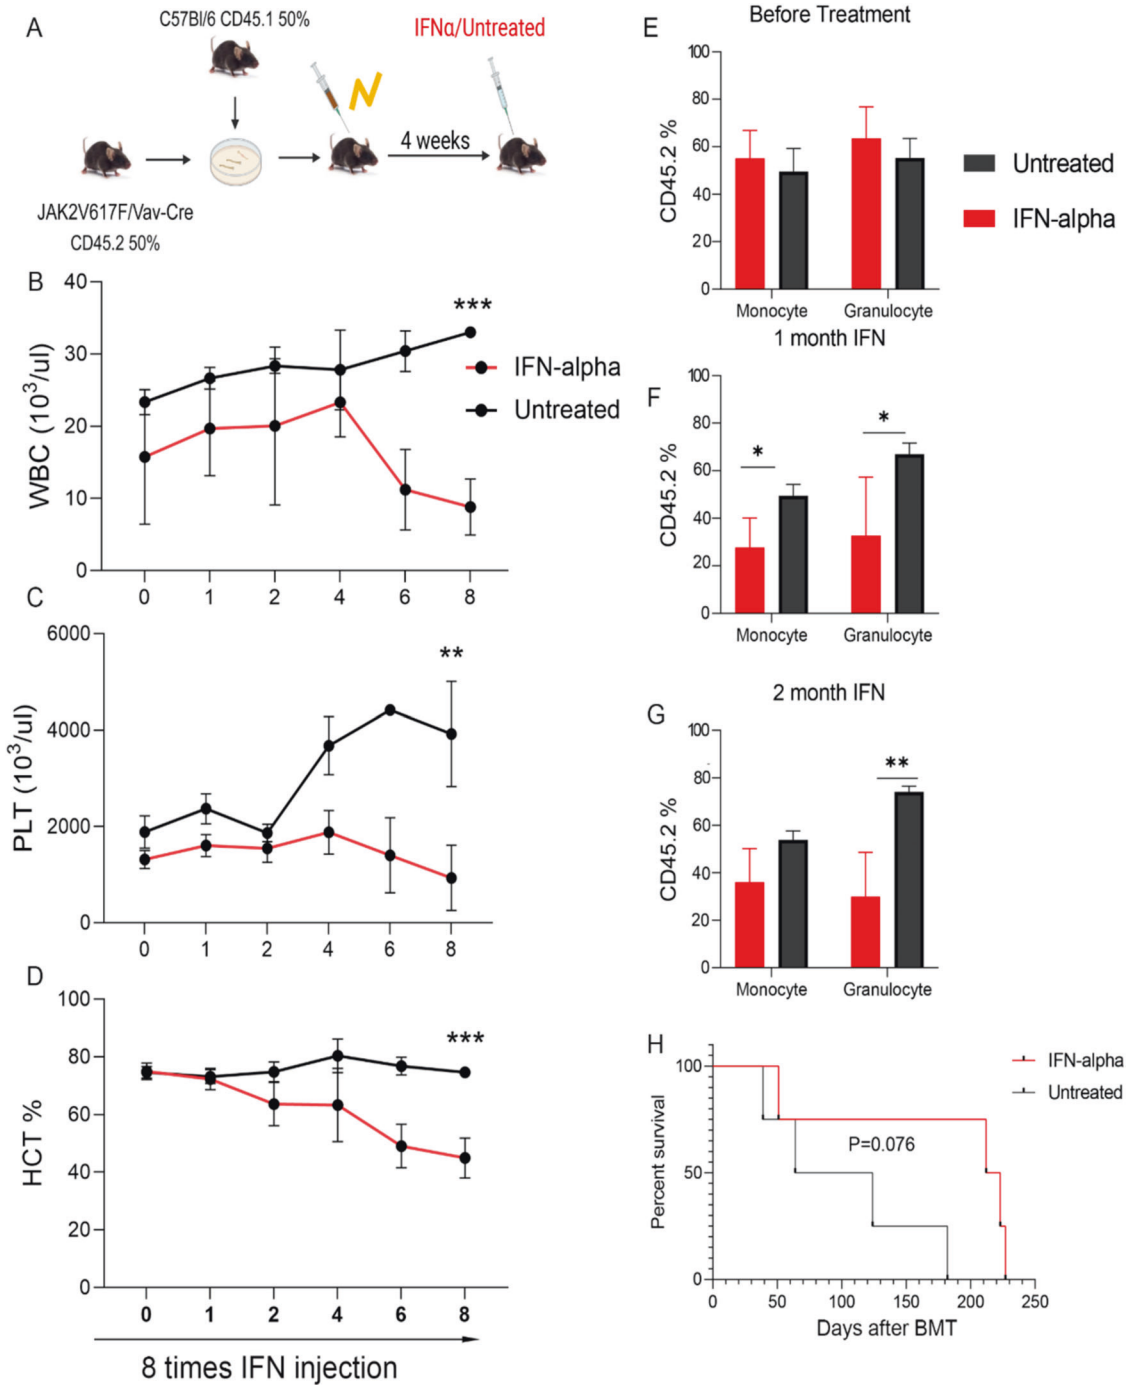 A
C57Bl/6 CD45.1 50%
IFNα/Untreated
4 weeks
JAK2V617F/Vav-Cre
CD45.2 50%
B
WBC (10³/ul)
40
30
20
10
0
***
IFN-alpha
Untreated
0 1 2 4 6 8
C
PLT (10³/ul)
6000
4000
2000
0
**
0 1 2 4 6 8
D
HCT %
100
80
60
40
20
0
***
0 1 2 4 6 8
8 times IFN injection
E
Before Treatment
CD45.2 %
100
80
60
40
20
0
Monocyte Granulocyte
Untreated
IFN-alpha
F
1 month IFN
CD45.2 %
100
80
60
40
20
0
* *
Monocyte Granulocyte
G
2 month IFN
CD45.2 %
100
80
60
40
20
0
**
Monocyte Granulocyte
H
Percent survival
100
50
0
P=0.076
IFN-alpha
Untreated
0 50 100 150 200 250
Days after BMT